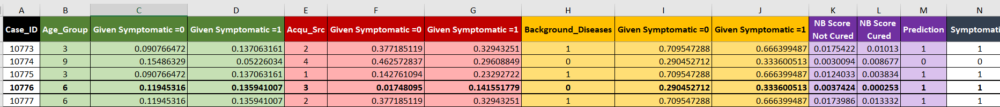 A B C D E F G H I J K L M N
Case_ID Age_Group Given Symptomatic =0 Given Symptomatic =1 Acqu_Src Given Symptomatic =0 Given Symptomatic =1 Background_Diseases Given Symptomatic =0 Given Symptomatic =1 NB Score Not Cured NB Score Cured Prediction Symptomati
10773 3 0.090766472 0.137063161 2 0.377185119 0.32943251 1 0.709547288 0.666399487 0.0175422 0.01013 1 1
10774 9 0.15486329 0.05226034 4 0.462572837 0.29608849 0 0.290452712 0.333600513 0.0030094 0.008677 0 0
10775 3 0.090766472 0.137063161 1 0.142761094 0.23292722 1 0.709547288 0.666399487 0.0124033 0.003834 1 1
10776 6 0.11945316 0.135941007 3 0.01748095 0.141551779 0 0.290452712 0.333600513 0.0037424 0.000253 1 1
10777 6 0.11945316 0.135941007 2 0.377185119 0.32943251 1 0.709547288 0.666399487 0.0173986 0.013332 1 1